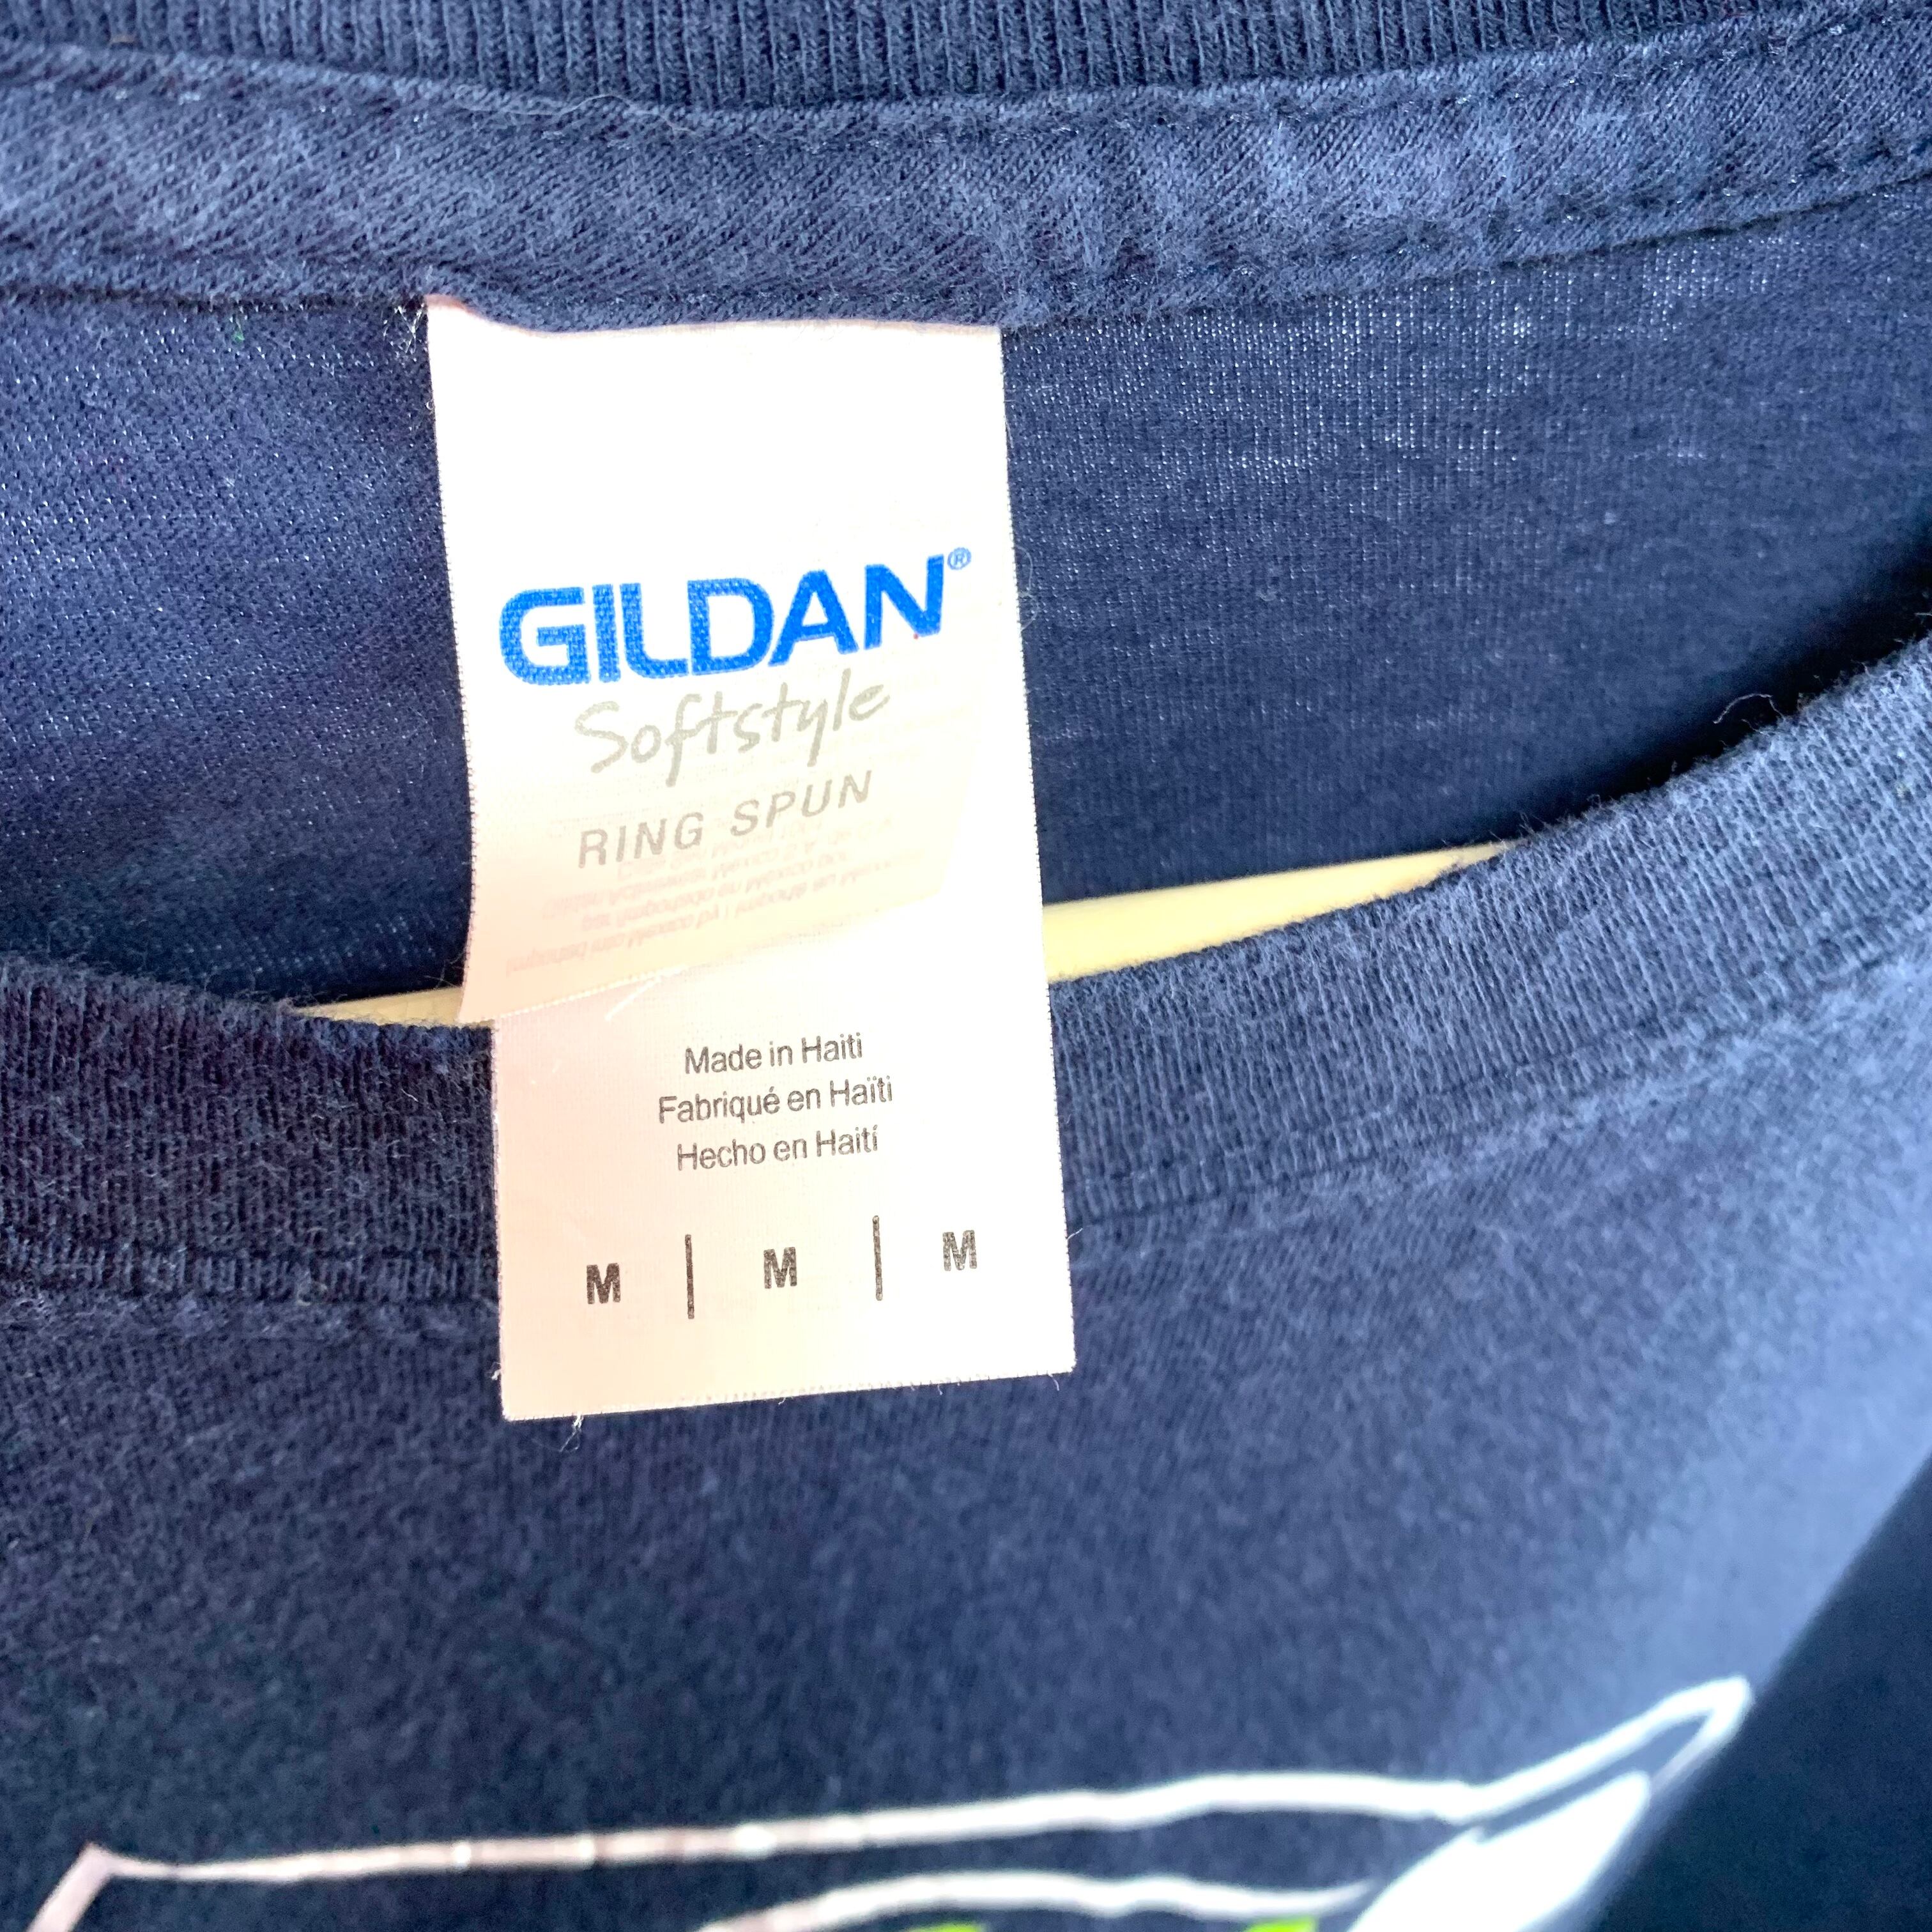 GILDAN®
Softstyle
RING SPUN
Made in Haiti
Fabriqué en Haïti
Hecho en Haití
M | M | M